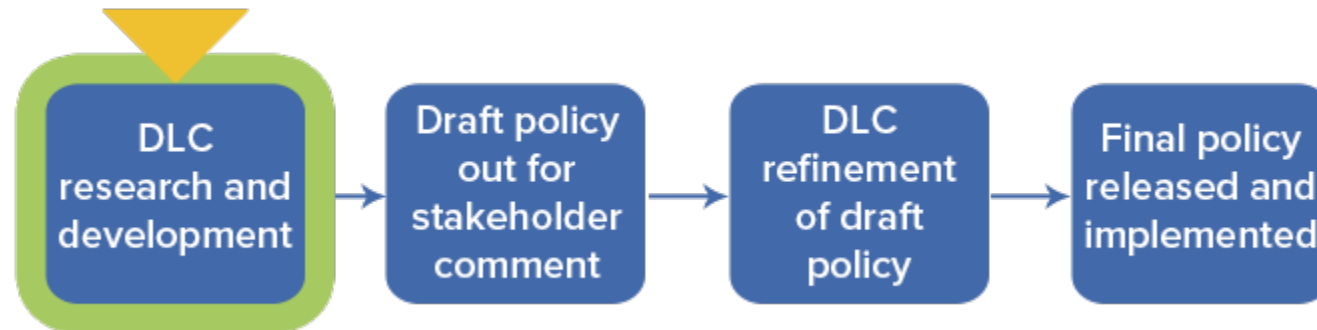 DLC
research and
development
Draft policy
out for
stakeholder
comment
DLC
refinement
of draft
policy
Final policy
released and
implemented